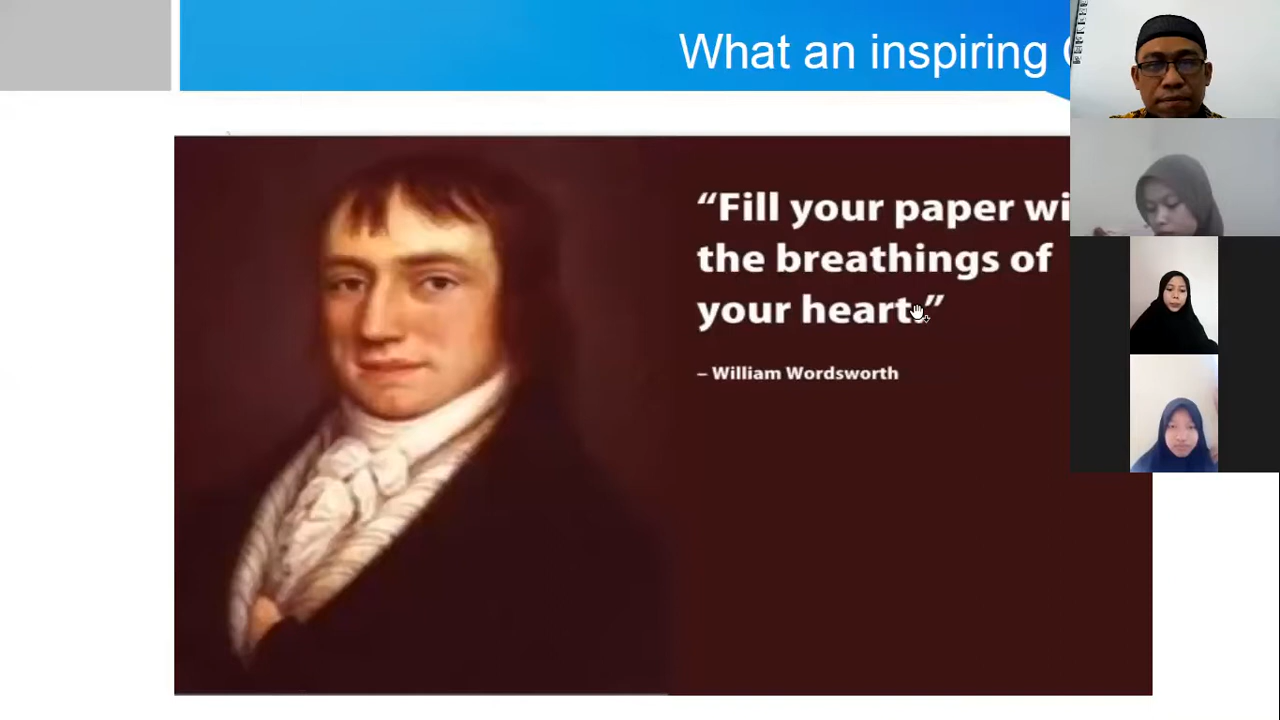 What an inspiring
“Fill your paper wi
the breathings of
your heart.”
– William Wordsworth